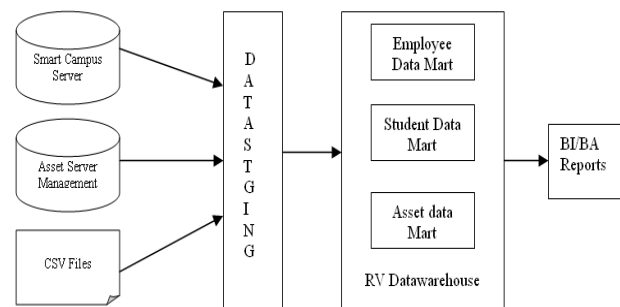 Smart Campus
Server
Asset Server
Management
CSV Files
D
A
T
A
S
T
G
I
N
G
Employee
Data Mart
Student Data
Mart
Asset data
Mart
RV Datawarehouse
BI/BA
Reports